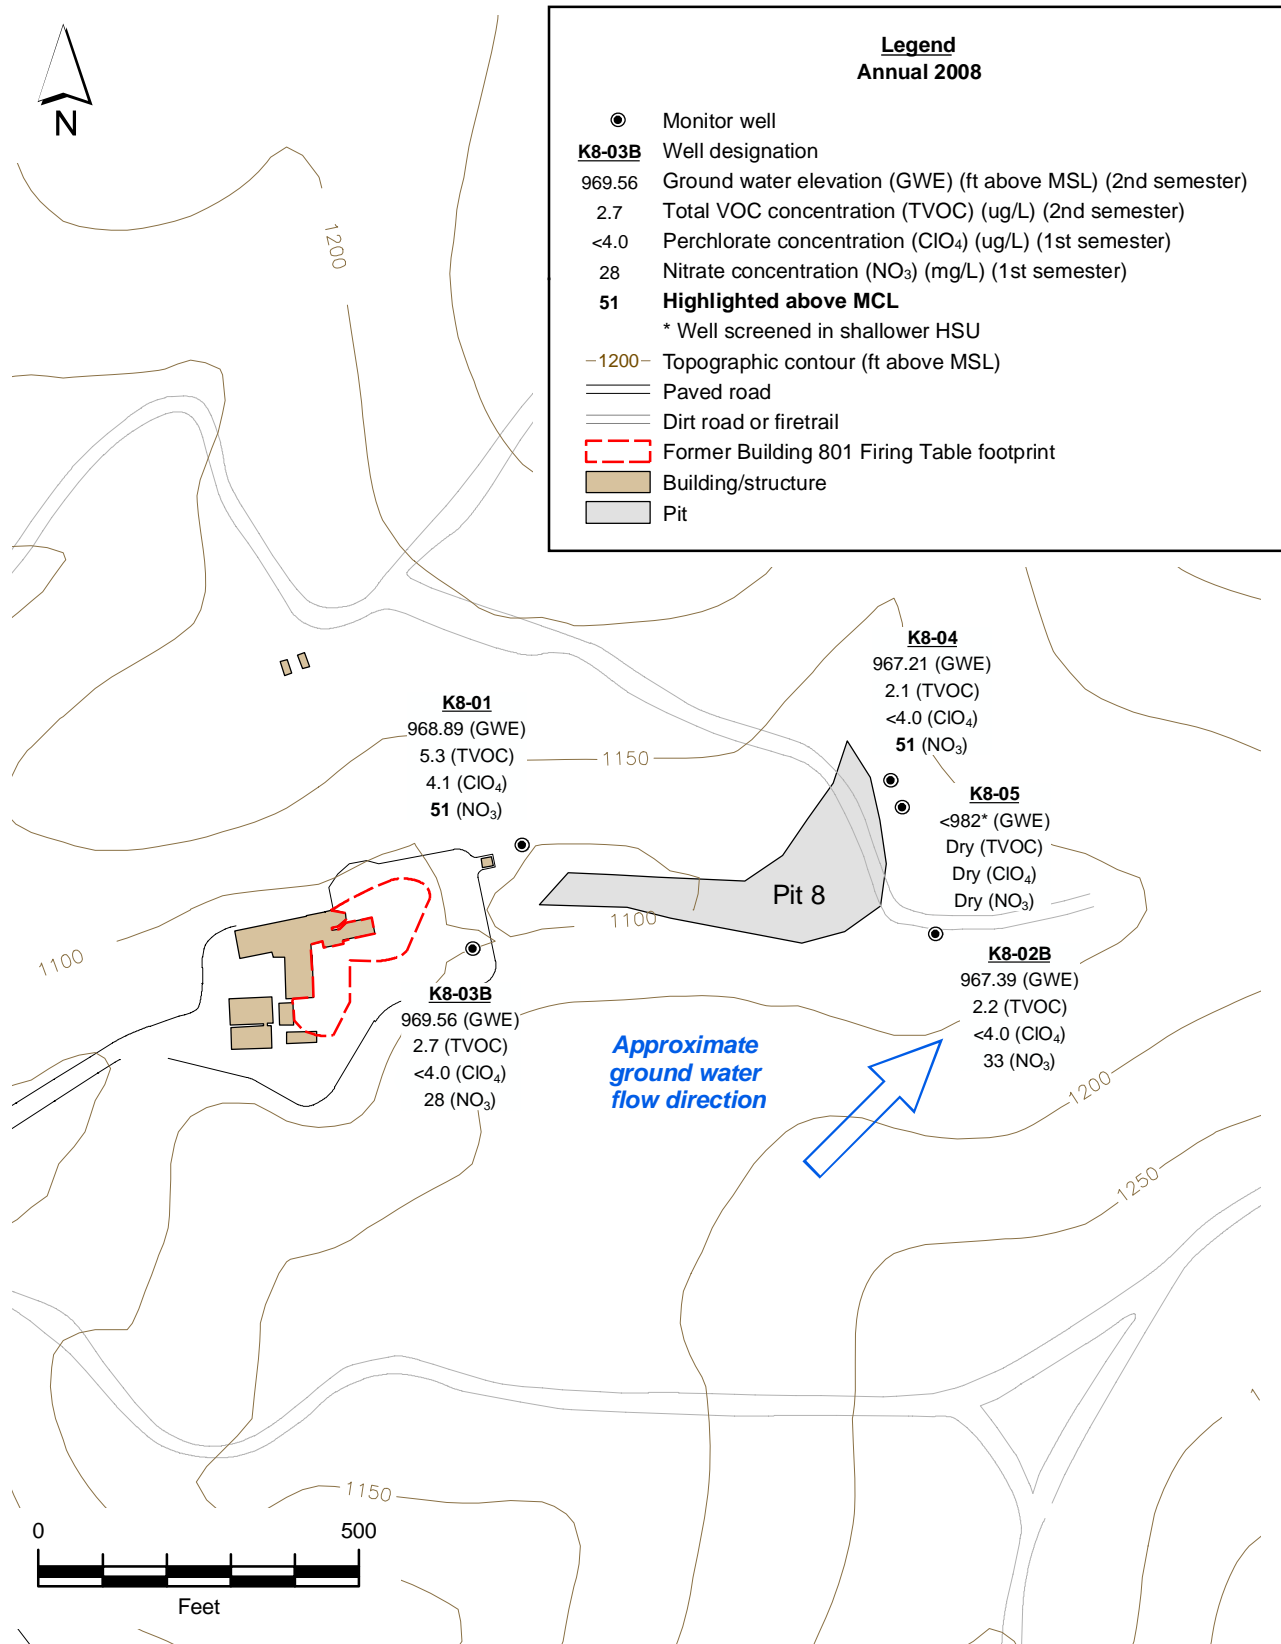 N
Legend
Annual 2008
Monitor well
K8-03B Well designation
969.56 Ground water elevation (GWE) (ft above MSL) (2nd semester)
2.7 Total VOC concentration (TVOC) (ug/L) (2nd semester)
<4.0 Perchlorate concentration (ClO₄) (ug/L) (1st semester)
28 Nitrate concentration (NO₃) (mg/L) (1st semester)
51 Highlighted above MCL
* Well screened in shallower HSU
1200 Topographic contour (ft above MSL)
Paved road
Dirt road or firetrail
Former Building 801 Firing Table footprint
Building/structure
Pit
1200
K8-04
967.21 (GWE)
2.1 (TVOC)
<4.0 (ClO₄)
51 (NO₃)
K8-01
968.89 (GWE)
5.3 (TVOC)
4.1 (ClO₄)
51 (NO₃)
1150
K8-05
<982* (GWE)
Dry (TVOC)
Dry (ClO₄)
Dry (NO₃)
Pit 8
1100
1100
K8-02B
967.39 (GWE)
2.2 (TVOC)
<4.0 (ClO₄)
33 (NO₃)
K8-03B
969.56 (GWE)
2.7 (TVOC)
<4.0 (ClO₄)
28 (NO₃)
Approximate
ground water
flow direction
1200
1250
1150
0 500
Feet